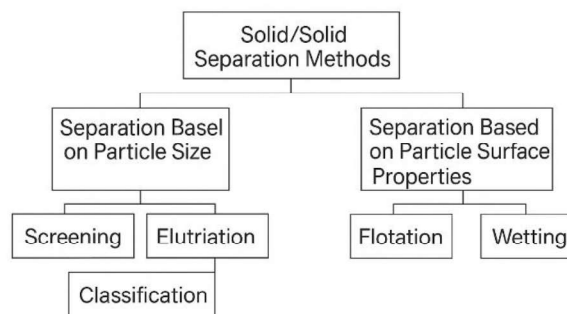 Solid/Solid
Separation Methods
Separation Basel
on Particle Size
Separation Based
on Particle Surface
Properties
Screening
Elutriation
Flotation
Wetting
Classification